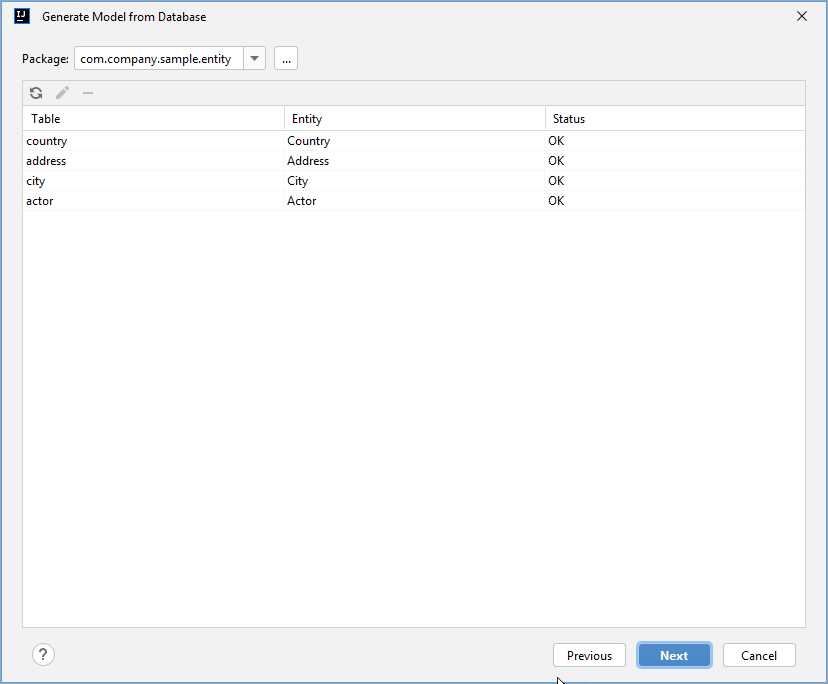 IJ Generate Model from Database
Package: com.company.sample.entity ...
Table Entity Status
country Country OK
address Address OK
city City OK
actor Actor OK
? Previous Next Cancel